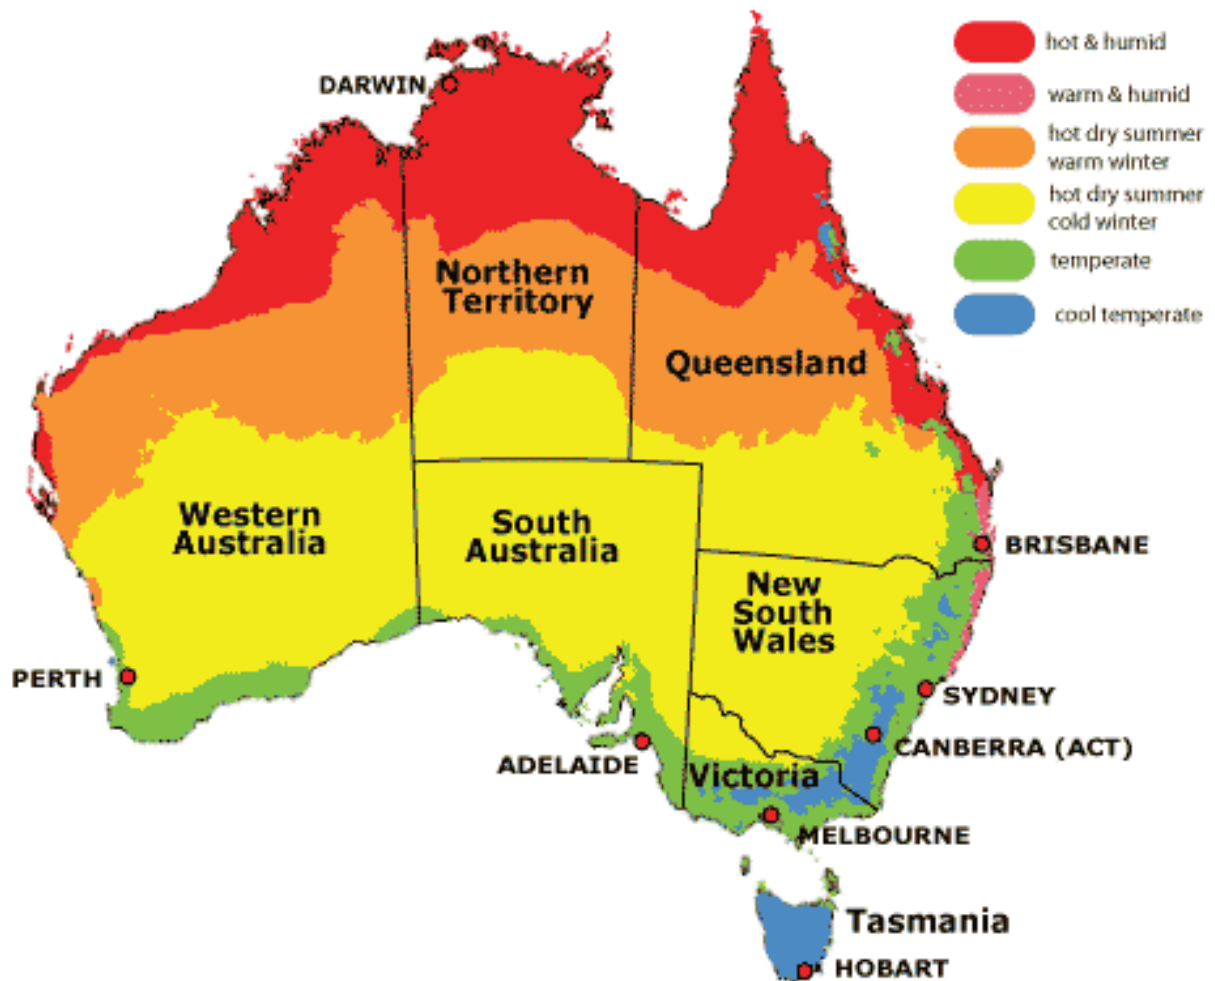 hot & humid
DARWIN
warm & humid
hot dry summer
warm winter
hot dry summer
cold winter
temperate
cool temperate
Northern
Territory
Queensland
Western
Australia
South
Australia
BRISBANE
New
South
Wales
PERTH
SYDNEY
CANBERRA (ACT)
ADELAIDE
Victoria
MELBOURNE
Tasmania
HOBART